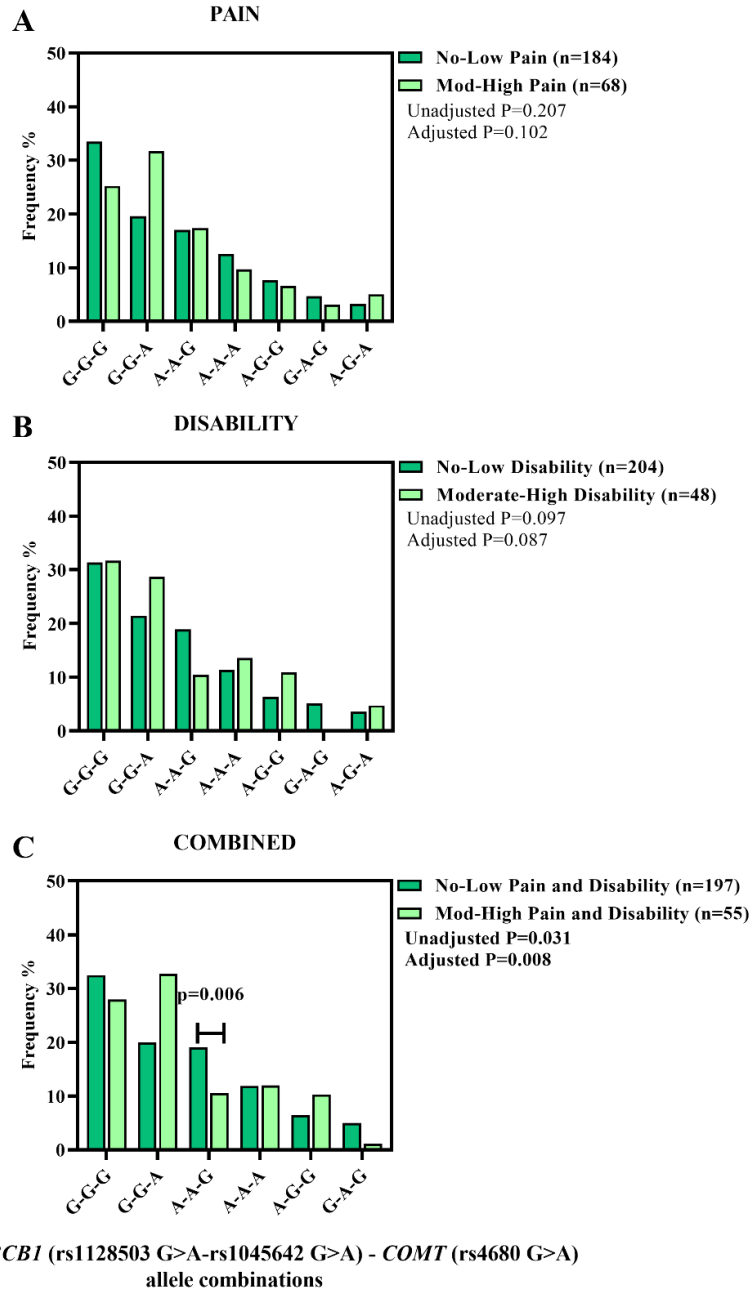 A
PAIN
50
40
30
20
10
0
Frequency %
No-Low Pain (n=184)
Mod-High Pain (n=68)
Unadjusted P=0.207
Adjusted P=0.102
G-G-G
G-G-A
A-A-G
A-A-A
A-G-G
G-A-G
A-G-A
B
DISABILITY
50
40
30
20
10
0
Frequency %
No-Low Disability (n=204)
Moderate-High Disability (n=48)
Unadjusted P=0.097
Adjusted P=0.087
G-G-G
G-G-A
A-A-G
A-A-A
A-G-G
G-A-G
A-G-A
C
COMBINED
50
40
30
20
10
0
Frequency %
No-Low Pain and Disability (n=197)
Mod-High Pain and Disability (n=55)
Unadjusted P=0.031
Adjusted P=0.008
p=0.006
G-G-G
G-G-A
A-A-G
A-A-A
A-G-G
G-A-G
CB1 (rs1128503 G>A-rs1045642 G>A) - COMT (rs4680 G>A)
allele combinations